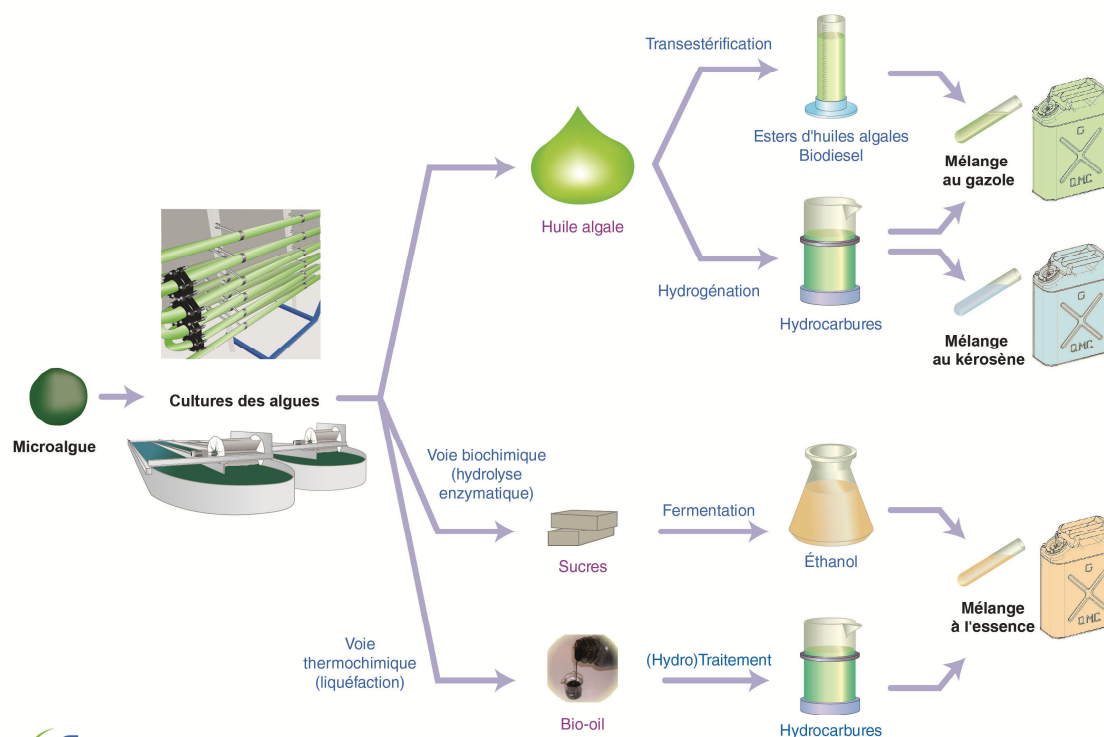 Transestérification
Esters d'huiles algales
Biodiesel
Mélange
au gazole
G
Q.M.C.
Huile algale
Hydrogénation
Hydrocarbures
Mélange
au kérosène
G
Q.M.C.
Microalgue
Cultures des algues
Voie biochimique
(hydrolyse
enzymatique)
Sucres
Fermentation
Éthanol
Mélange
à l'essence
G
Q.M.C.
Voie
thermochimique
(liquéfaction)
Bio-oil
(Hydro)Traitement
Hydrocarbures